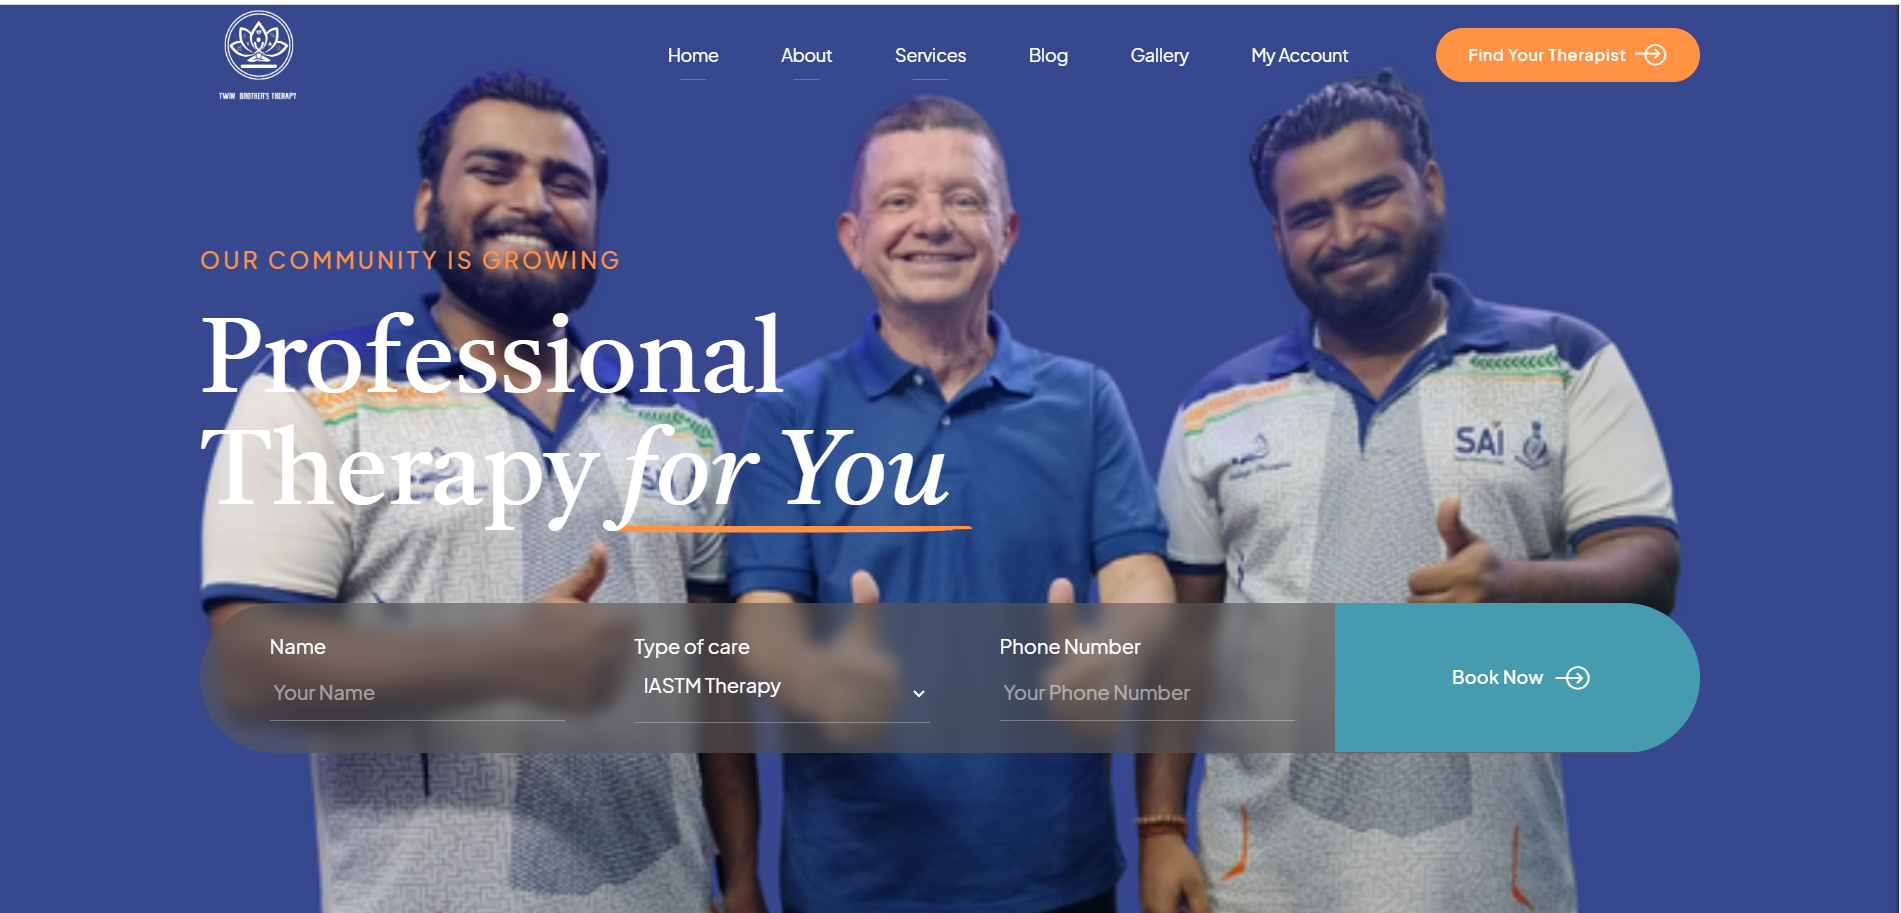 TWIN BROTHER'S THERAPY
Home About Services Blog Gallery My Account
Find Your Therapist
OUR COMMUNITY IS GROWING
Professional
Therapy for You
SAI
Name
Your Name
Type of care
IASTM Therapy
Phone Number
Your Phone Number
Book Now